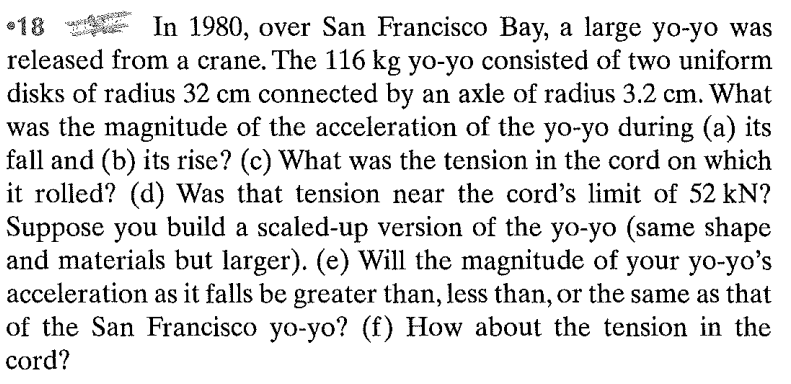 •18 In 1980, over San Francisco Bay, a large yo-yo was
released from a crane. The 116 kg yo-yo consisted of two uniform
disks of radius 32 cm connected by an axle of radius 3.2 cm. What
was the magnitude of the acceleration of the yo-yo during (a) its
fall and (b) its rise? (c) What was the tension in the cord on which
it rolled? (d) Was that tension near the cord's limit of 52 kN?
Suppose you build a scaled-up version of the yo-yo (same shape
and materials but larger). (e) Will the magnitude of your yo-yo's
acceleration as it falls be greater than, less than, or the same as that
of the San Francisco yo-yo? (f) How about the tension in the
cord?